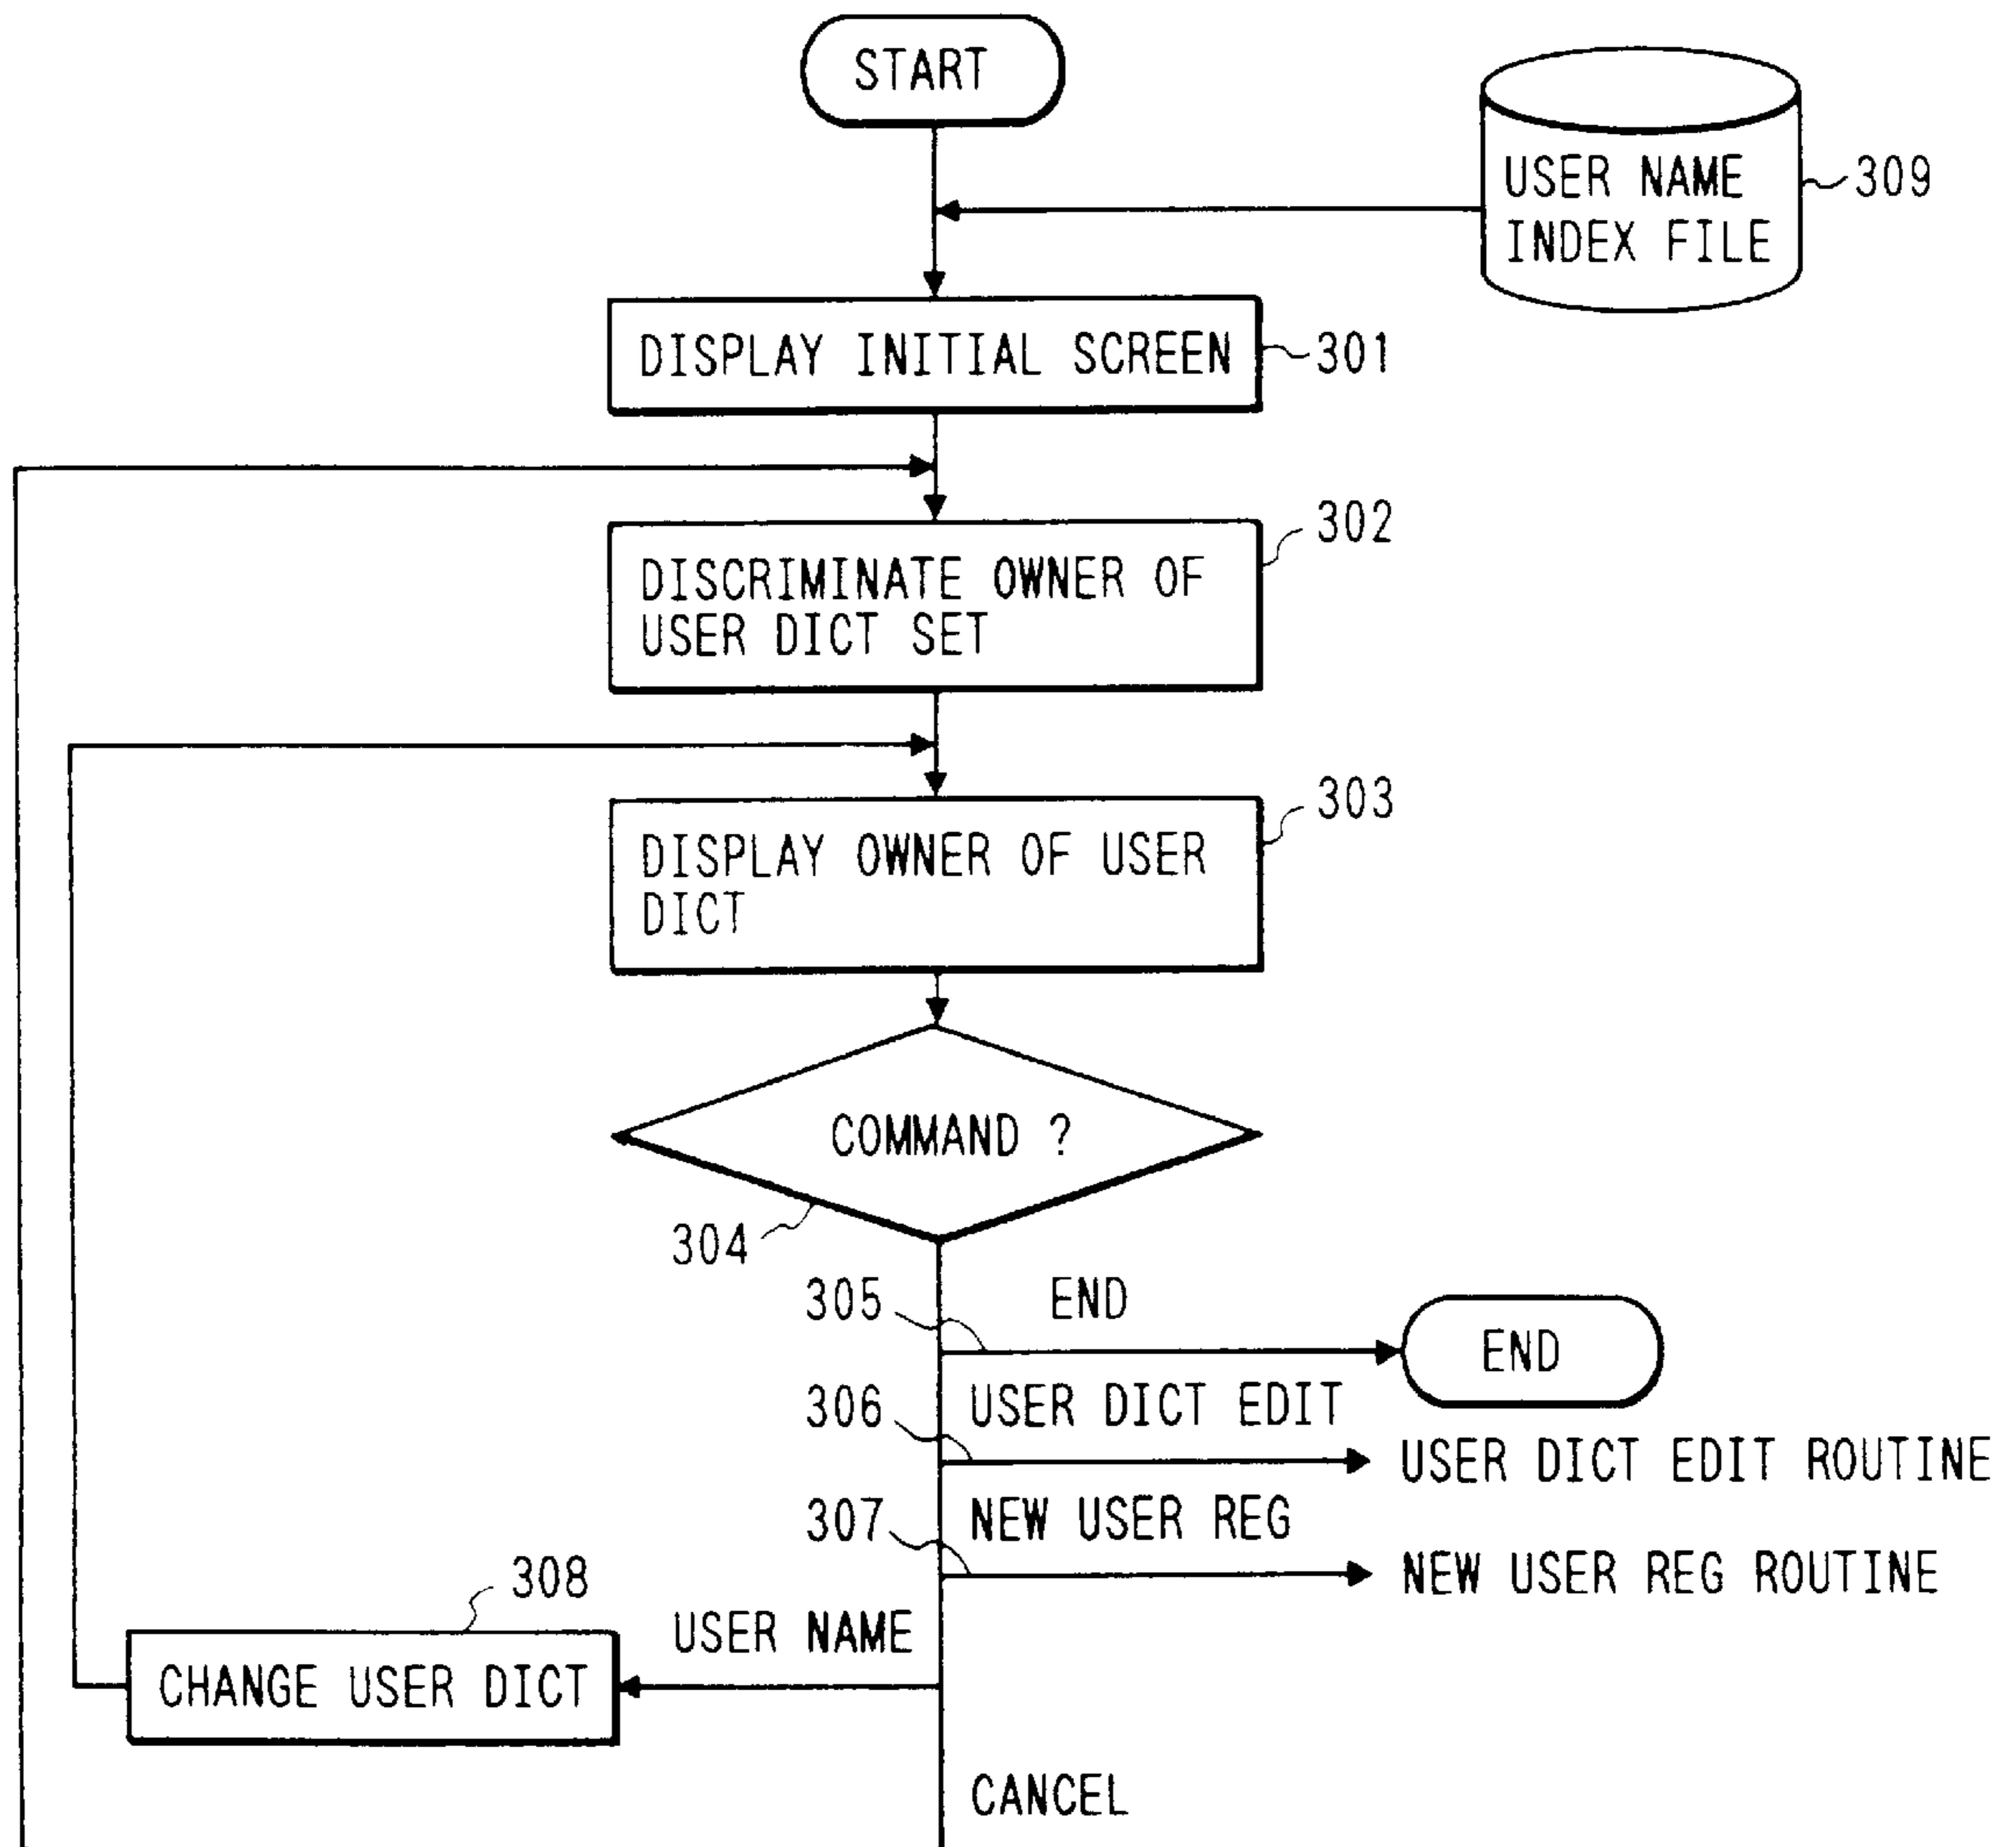 START
USER NAME
INDEX FILE
309
DISPLAY INITIAL SCREEN
301
302
DISCRIMINATE OWNER OF
USER DICT SET
303
DISPLAY OWNER OF USER
DICT
COMMAND ?
304
305
END
END
306
USER DICT EDIT
USER DICT EDIT ROUTINE
307
NEW USER REG
NEW USER REG ROUTINE
308
USER NAME
CHANGE USER DICT
CANCEL